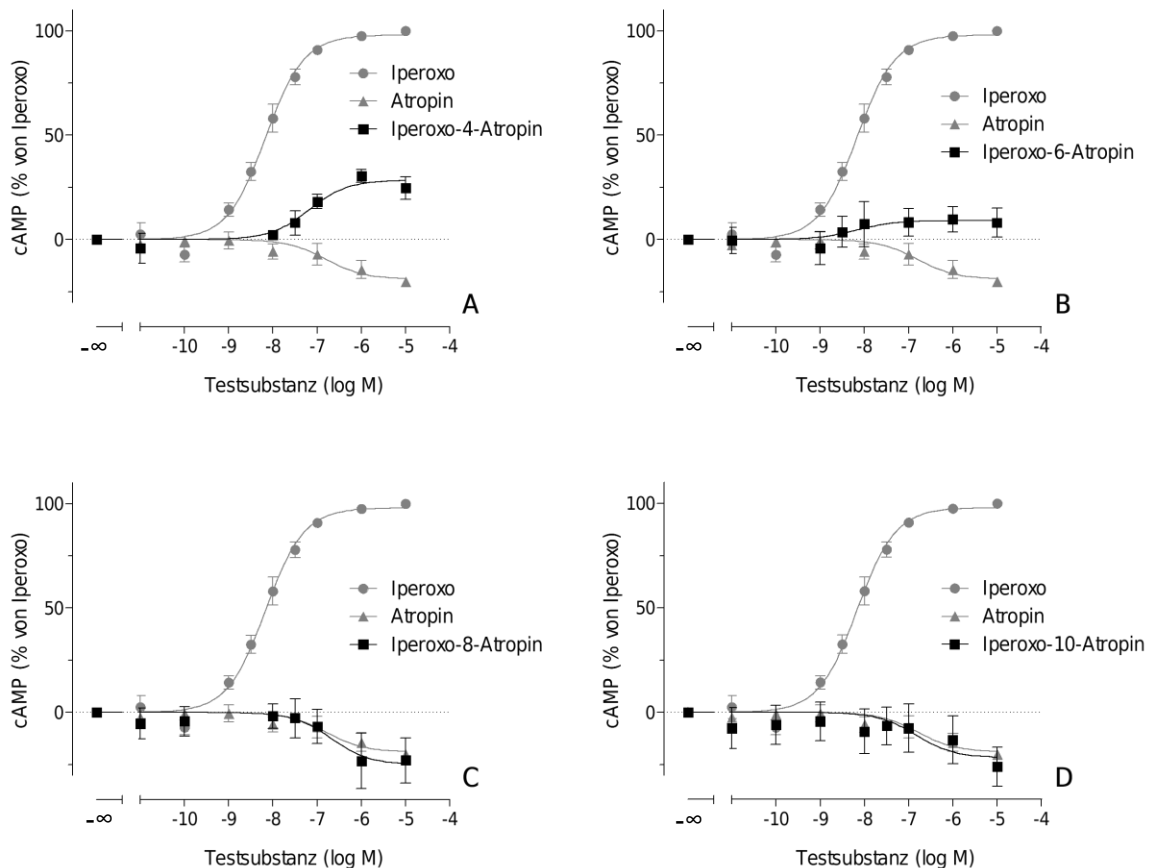 100
50
0
cAMP (% von Iperoxo)
Iperoxo
Atropin
Iperoxo-4-Atropin
A
-∞ -10 -9 -8 -7 -6 -5 -4
Testsubstanz (log M)
100
50
0
cAMP (% von Iperoxo)
Iperoxo
Atropin
Iperoxo-6-Atropin
B
-∞ -10 -9 -8 -7 -6 -5 -4
Testsubstanz (log M)
100
50
0
cAMP (% von Iperoxo)
Iperoxo
Atropin
Iperoxo-8-Atropin
C
-∞ -10 -9 -8 -7 -6 -5 -4
Testsubstanz (log M)
100
50
0
cAMP (% von Iperoxo)
Iperoxo
Atropin
Iperoxo-10-Atropin
D
-∞ -10 -9 -8 -7 -6 -5 -4
Testsubstanz (log M)